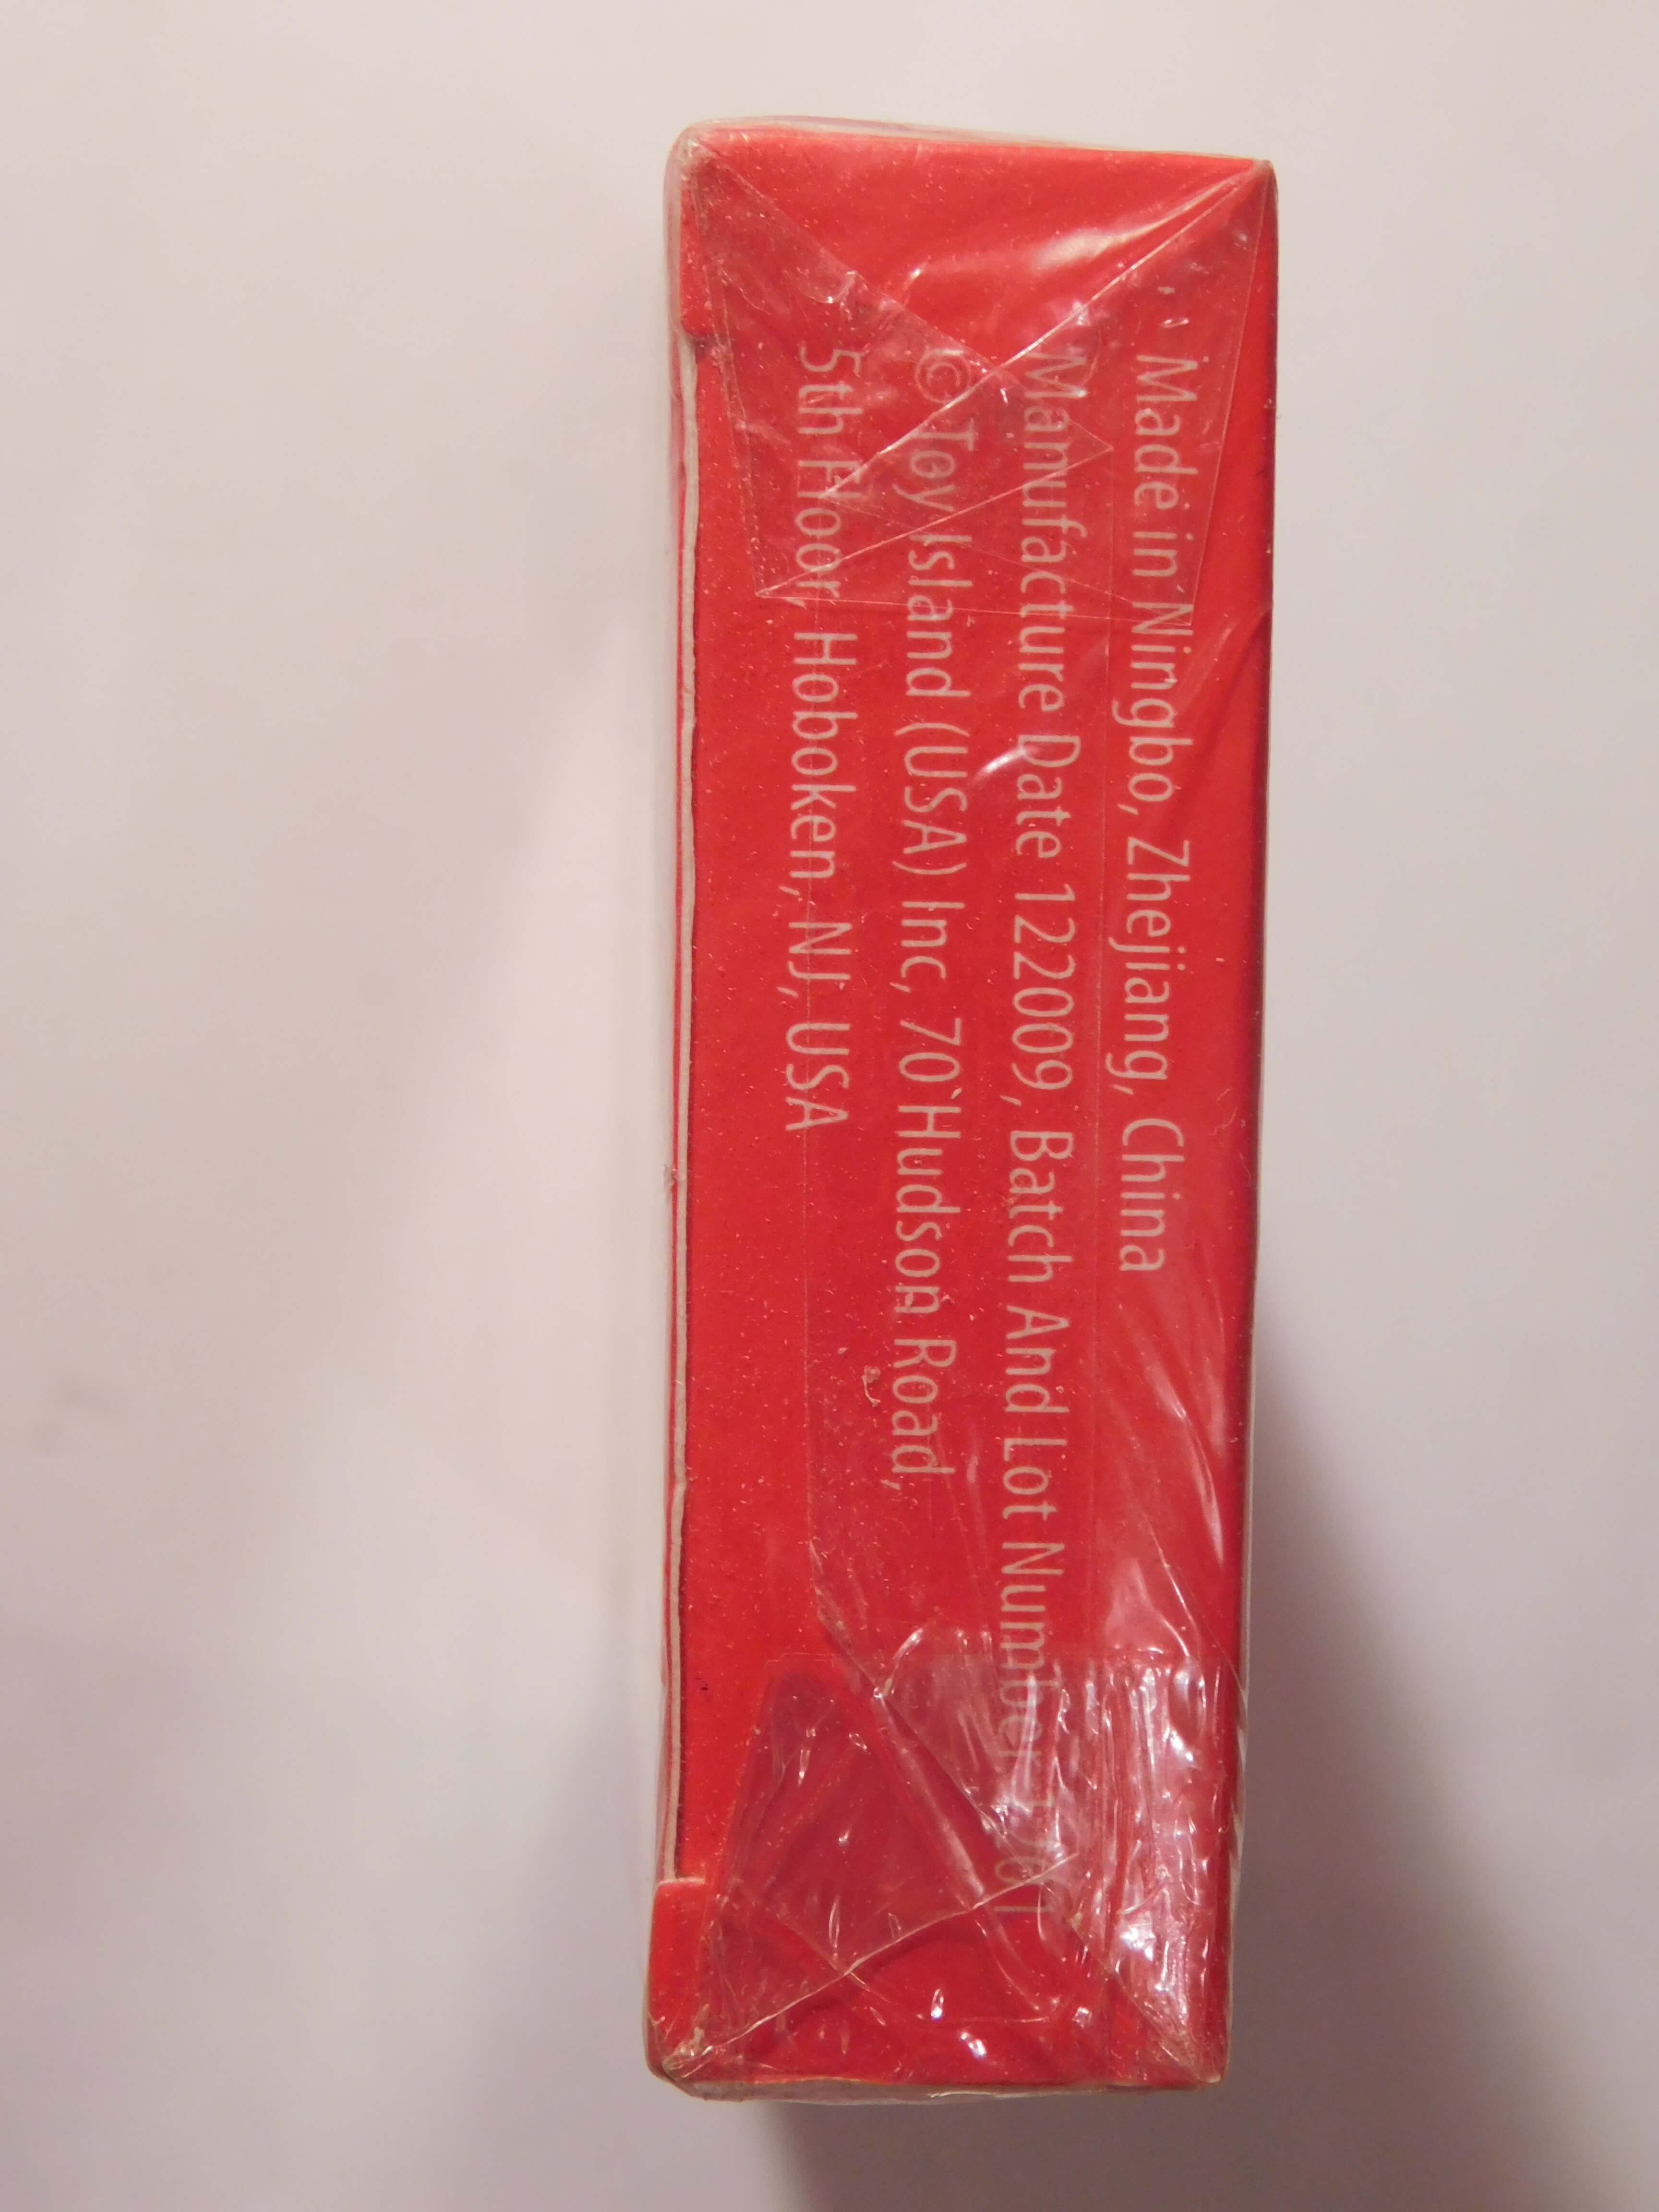 Made in Ningbo, Zhejiang, China
Manufacture Date 122009, Batch And Lot Number
© Toy Island (USA) Inc, 70 Hudson Road,
5th Floor, Hoboken, NJ, USA